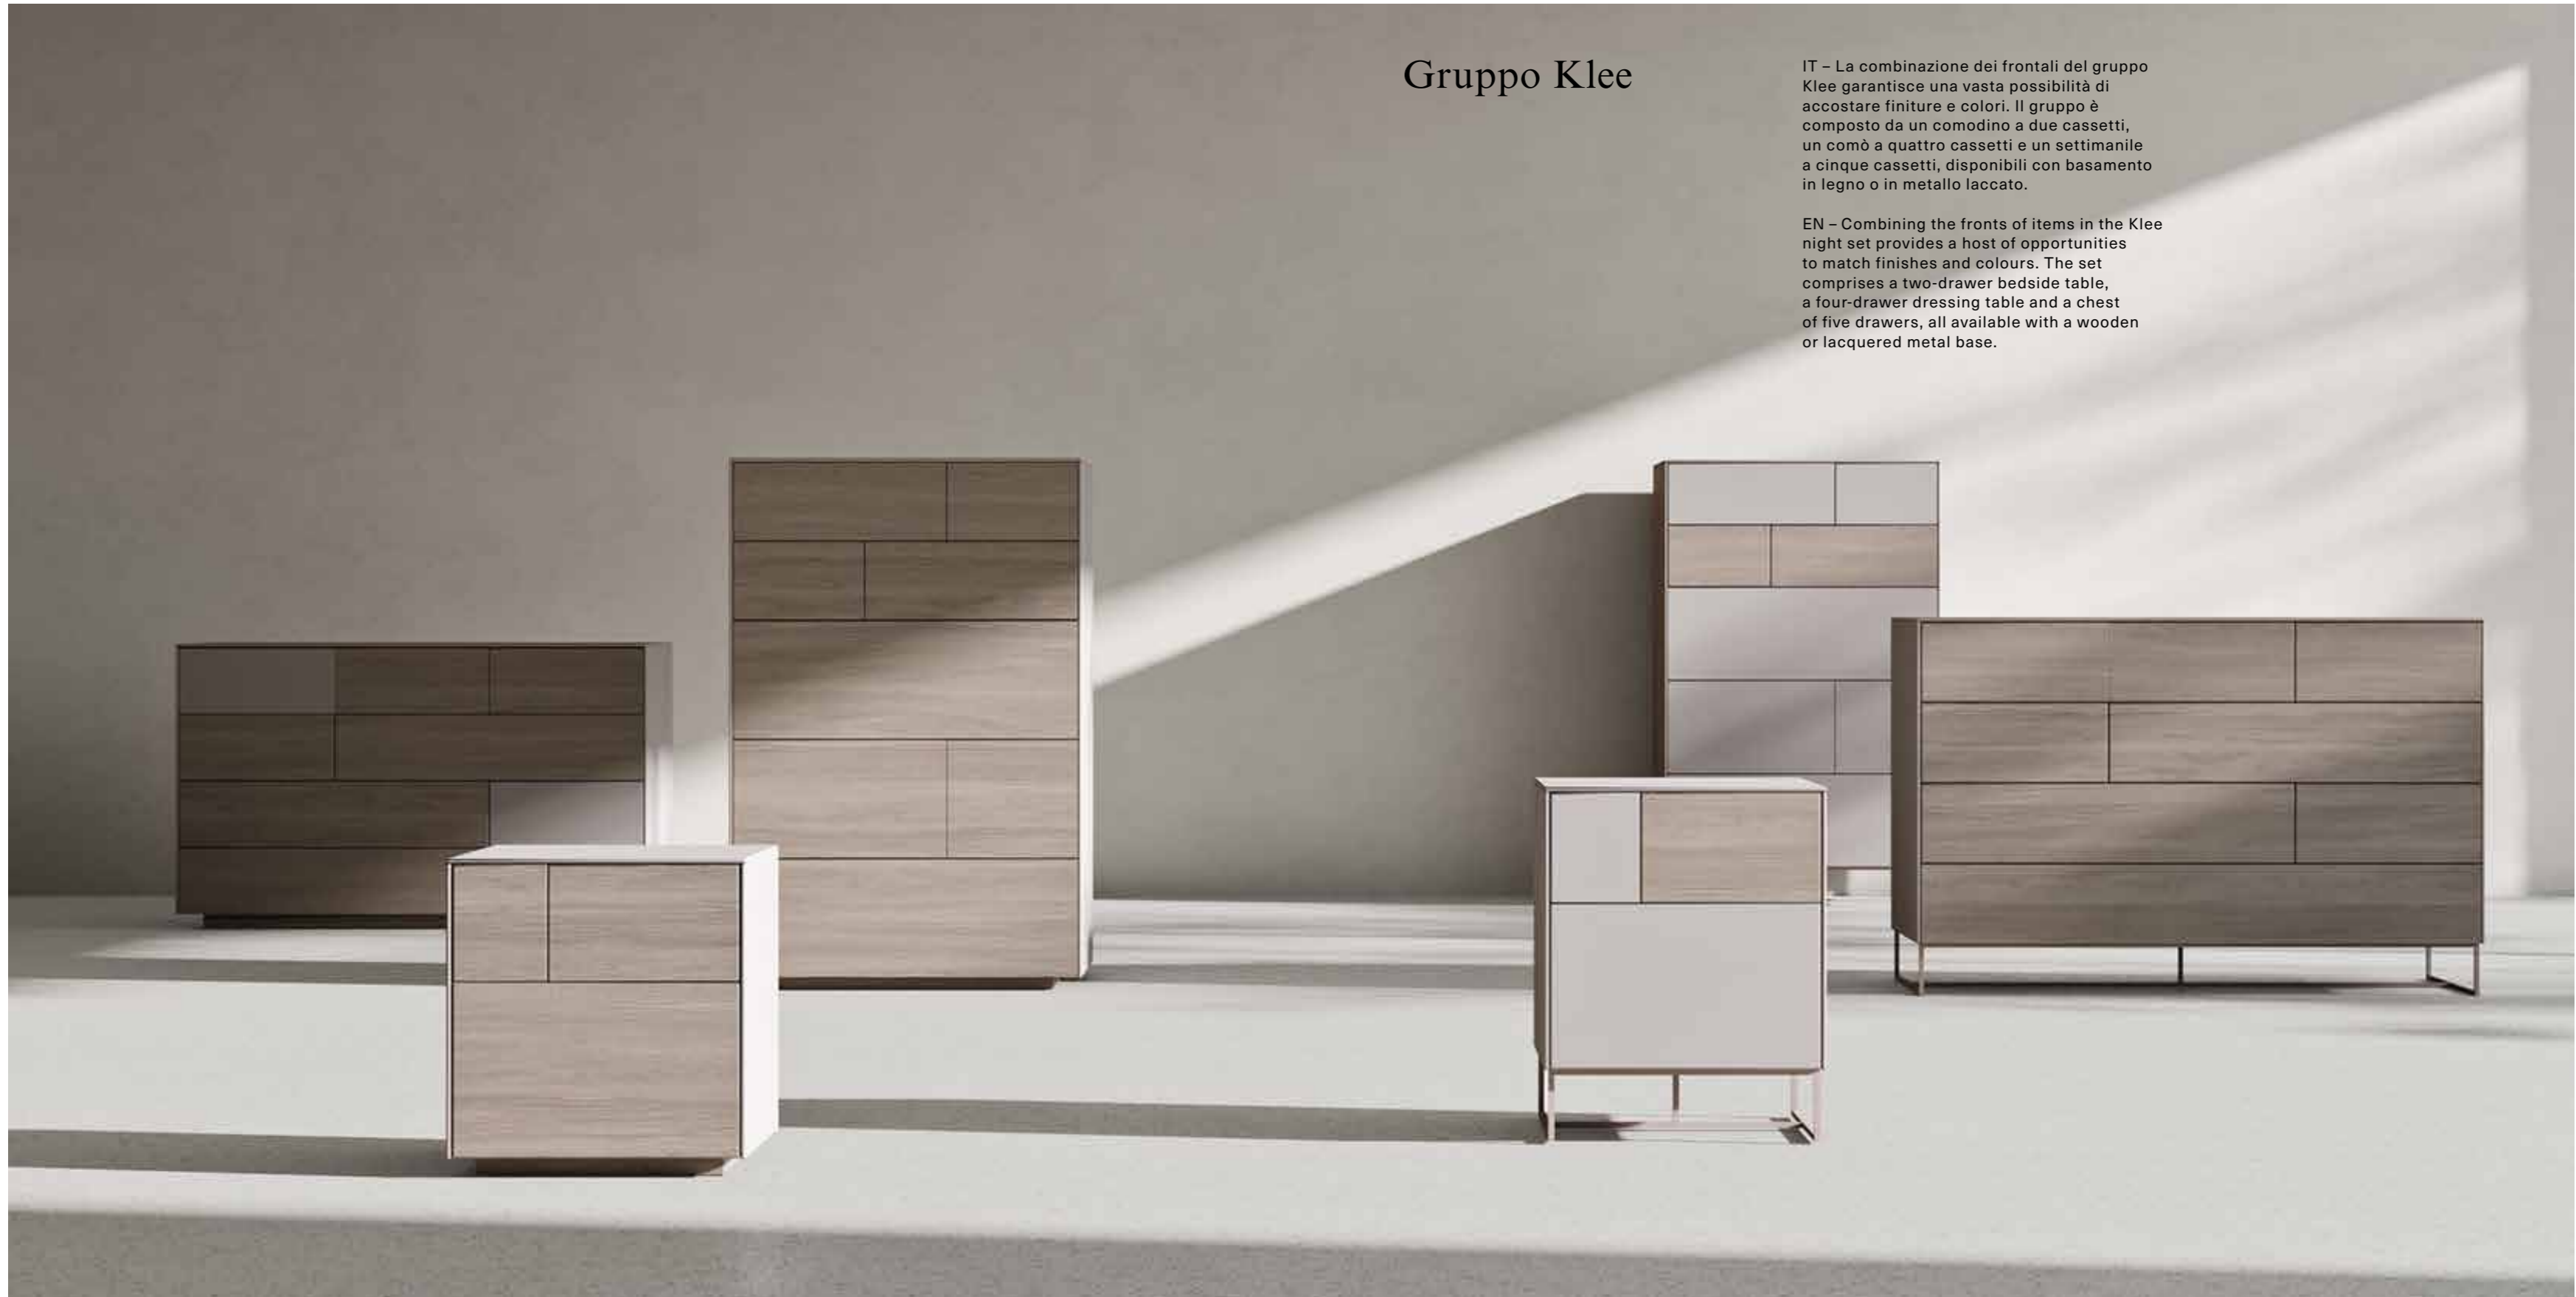 Gruppo Klee
IT – La combinazione dei frontali del gruppo
Klee garantisce una vasta possibilità di
accostare finiture e colori. Il gruppo è
composto da un comodino a due cassetti,
un comò a quattro cassetti e un settimanile
a cinque cassetti, disponibili con basamento
in legno o in metallo laccato.
EN – Combining the fronts of items in the Klee
night set provides a host of opportunities
to match finishes and colours. The set
comprises a two-drawer bedside table,
a four-drawer dressing table and a chest
of five drawers, all available with a wooden
or lacquered metal base.